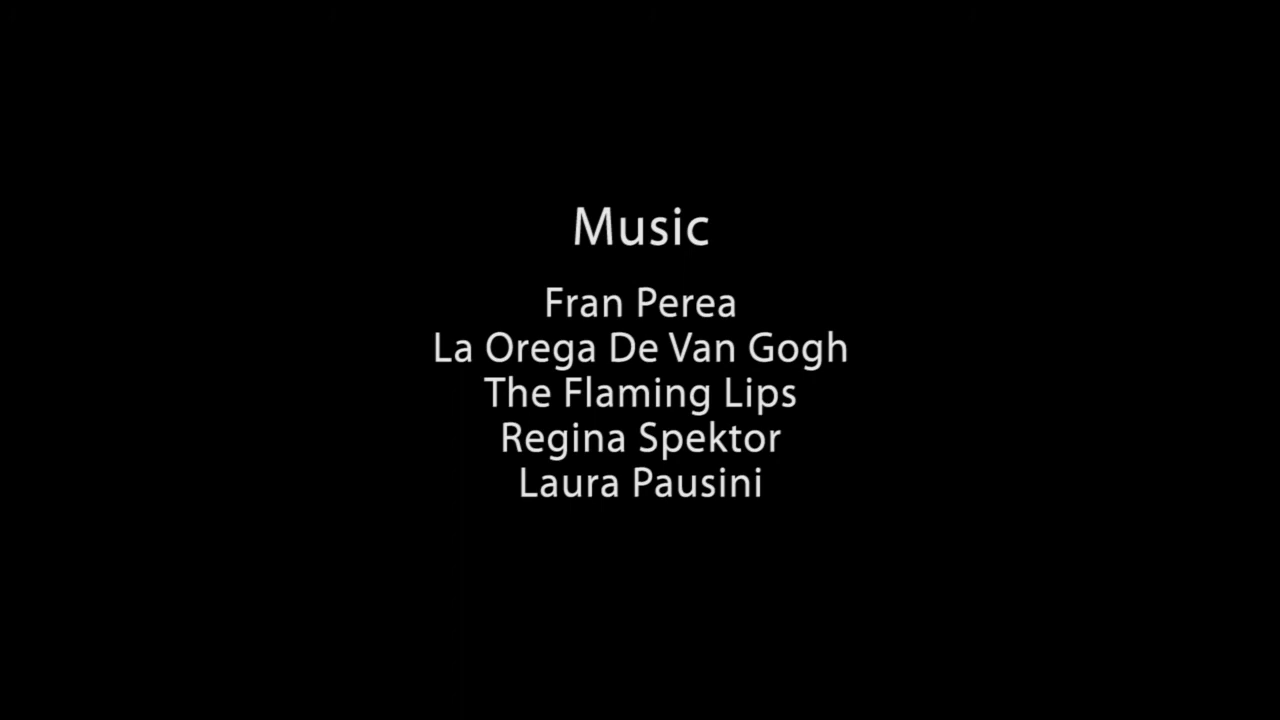 Music
Fran Perea
La Orega De Van Gogh
The Flaming Lips
Regina Spektor
Laura Pausini